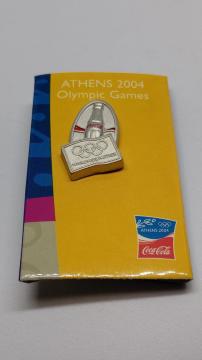 ATHENS 2004
Olympic Games
ATHENS 2004
Coca-Cola